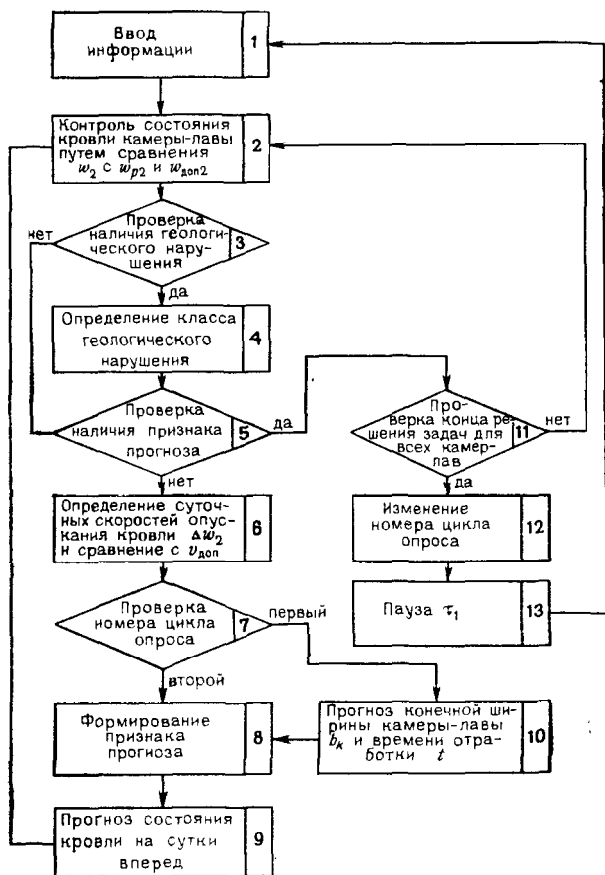 Ввод
информации
1
Контроль состояния
кровли камеры-лавы
путем сравнения
w₂ с wр₂ и wдоп2
2
нет
Проверка
наличия геологи-
ческого нарушения
3
да
Определение класса
геологического
нарушения
4
Проверка
наличия признака
прогноза
5
да
нет
Про-
верка конца ре-
шения задач для
всех камер-
лав
11
нет
да
Определение суточ-
ных скоростей опус-
кания кровли Δw₂
и сравнение с vдоп
6
Изменение
номера цикла
опроса
12
Пауза τ₁
13
Проверка
номера цикла
опроса
7
первый
второй
Формирование
признака
прогноза
8
Прогноз конечной ши-
рины камеры-лавы
bк и времени отра-
ботки t
10
Прогноз состояния
кровли на сутки
вперед
9